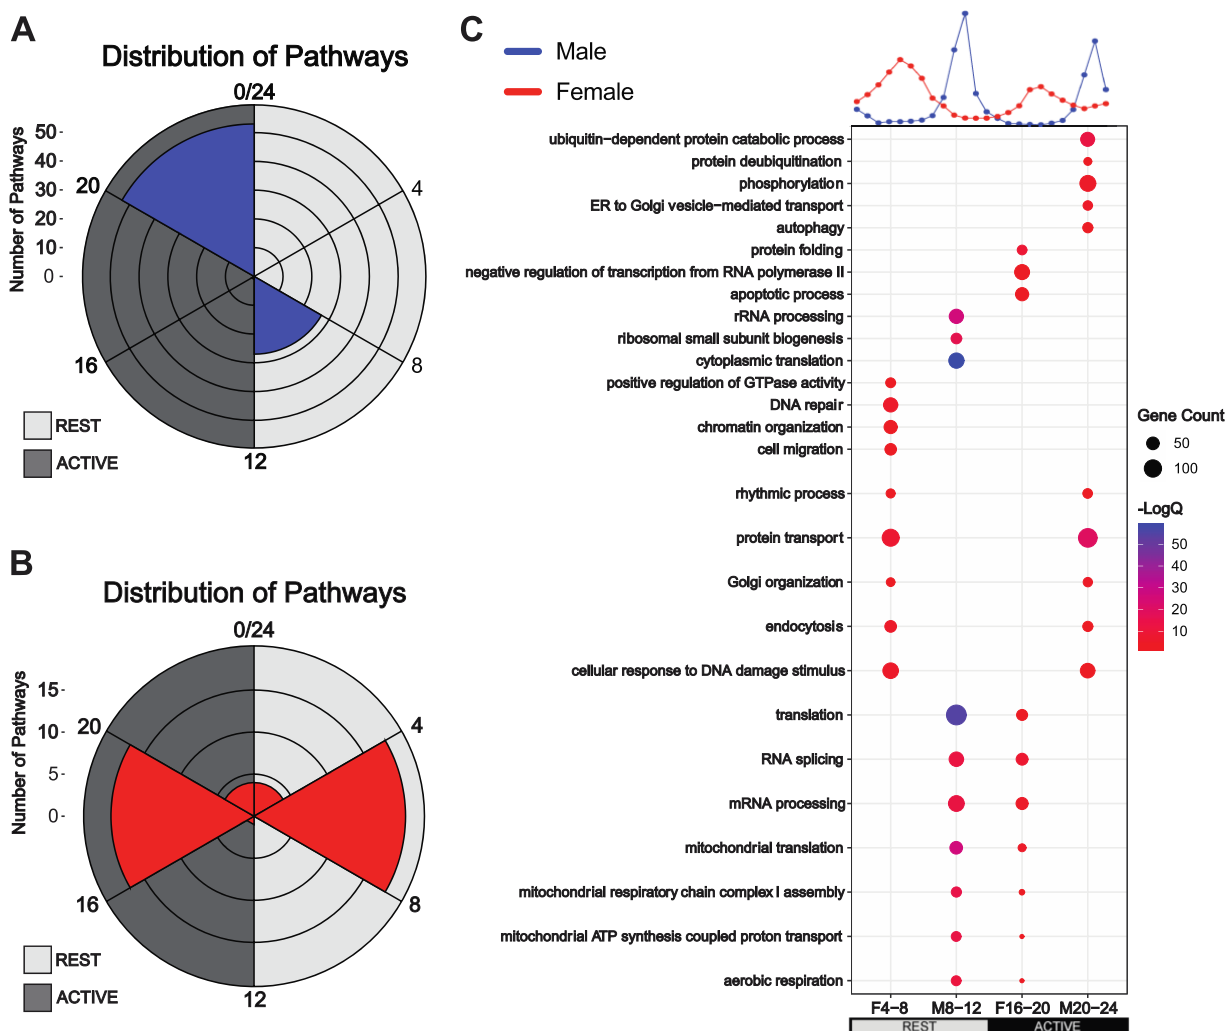 A
Distribution of Pathways
0/24
50
40
30
20
10
0
Number of Pathways
20
4
16
8
12
REST
ACTIVE
B
Distribution of Pathways
0/24
15
10
5
0
Number of Pathways
20
4
16
8
12
REST
ACTIVE
C
Male
Female
ubiquitin-dependent protein catabolic process
protein deubiquitination
phosphorylation
ER to Golgi vesicle-mediated transport
autophagy
protein folding
negative regulation of transcription from RNA polymerase II
apoptotic process
rRNA processing
ribosomal small subunit biogenesis
cytoplasmic translation
positive regulation of GTPase activity
DNA repair
chromatin organization
cell migration
rhythmic process
protein transport
Golgi organization
endocytosis
cellular response to DNA damage stimulus
translation
RNA splicing
mRNA processing
mitochondrial translation
mitochondrial respiratory chain complex I assembly
mitochondrial ATP synthesis coupled proton transport
aerobic respiration
F4-8 M8-12 F16-20 M20-24
REST ACTIVE
Gene Count
50
100
-LogQ
50
40
30
20
10